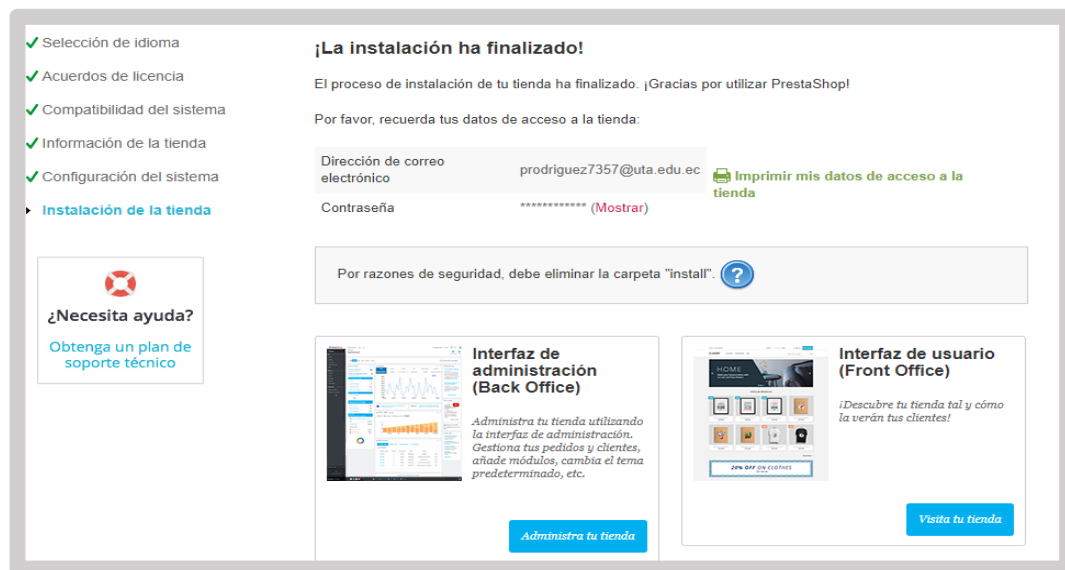 Selección de idioma
Acuerdos de licencia
Compatibilidad del sistema
Información de la tienda
Configuración del sistema
Instalación de la tienda
¿Necesita ayuda?
Obtenga un plan de
soporte técnico
¡La instalación ha finalizado!
El proceso de instalación de tu tienda ha finalizado. ¡Gracias por utilizar PrestaShop!
Por favor, recuerda tus datos de acceso a la tienda:
Dirección de correo
electrónico
prodriguez7357@uta.edu.ec
Contraseña
************ (Mostrar)
Imprimir mis datos de acceso a la
tienda
Por razones de seguridad, debe eliminar la carpeta "install". ?
Interfaz de
administración
(Back Office)
Administra tu tienda utilizando
la interfaz de administración.
Gestiona tus pedidos y clientes,
añade módulos, cambia el tema
predeterminado, etc.
Administra tu tienda
HOME
20% OFF ON CLOTHES
Interfaz de usuario
(Front Office)
¡Descubre tu tienda tal y cómo
la verán tus clientes!
Visita tu tienda